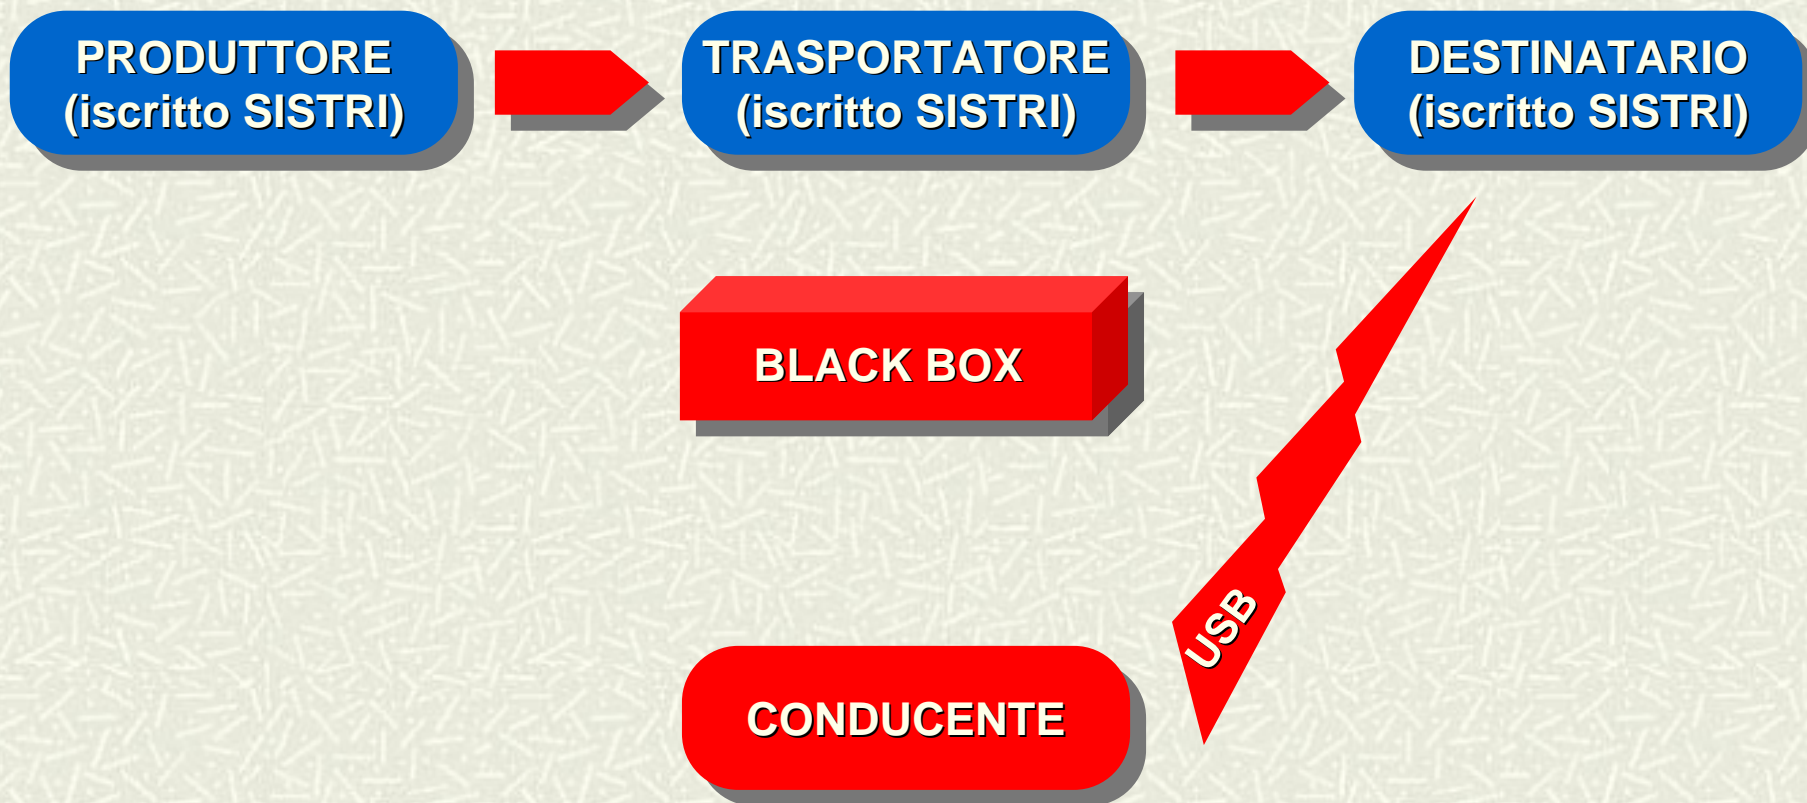 PRODUTTORE
(iscritto SISTRI)
TRASPORTATORE
(iscritto SISTRI)
DESTINATARIO
(iscritto SISTRI)
BLACK BOX
USB
CONDUCENTE